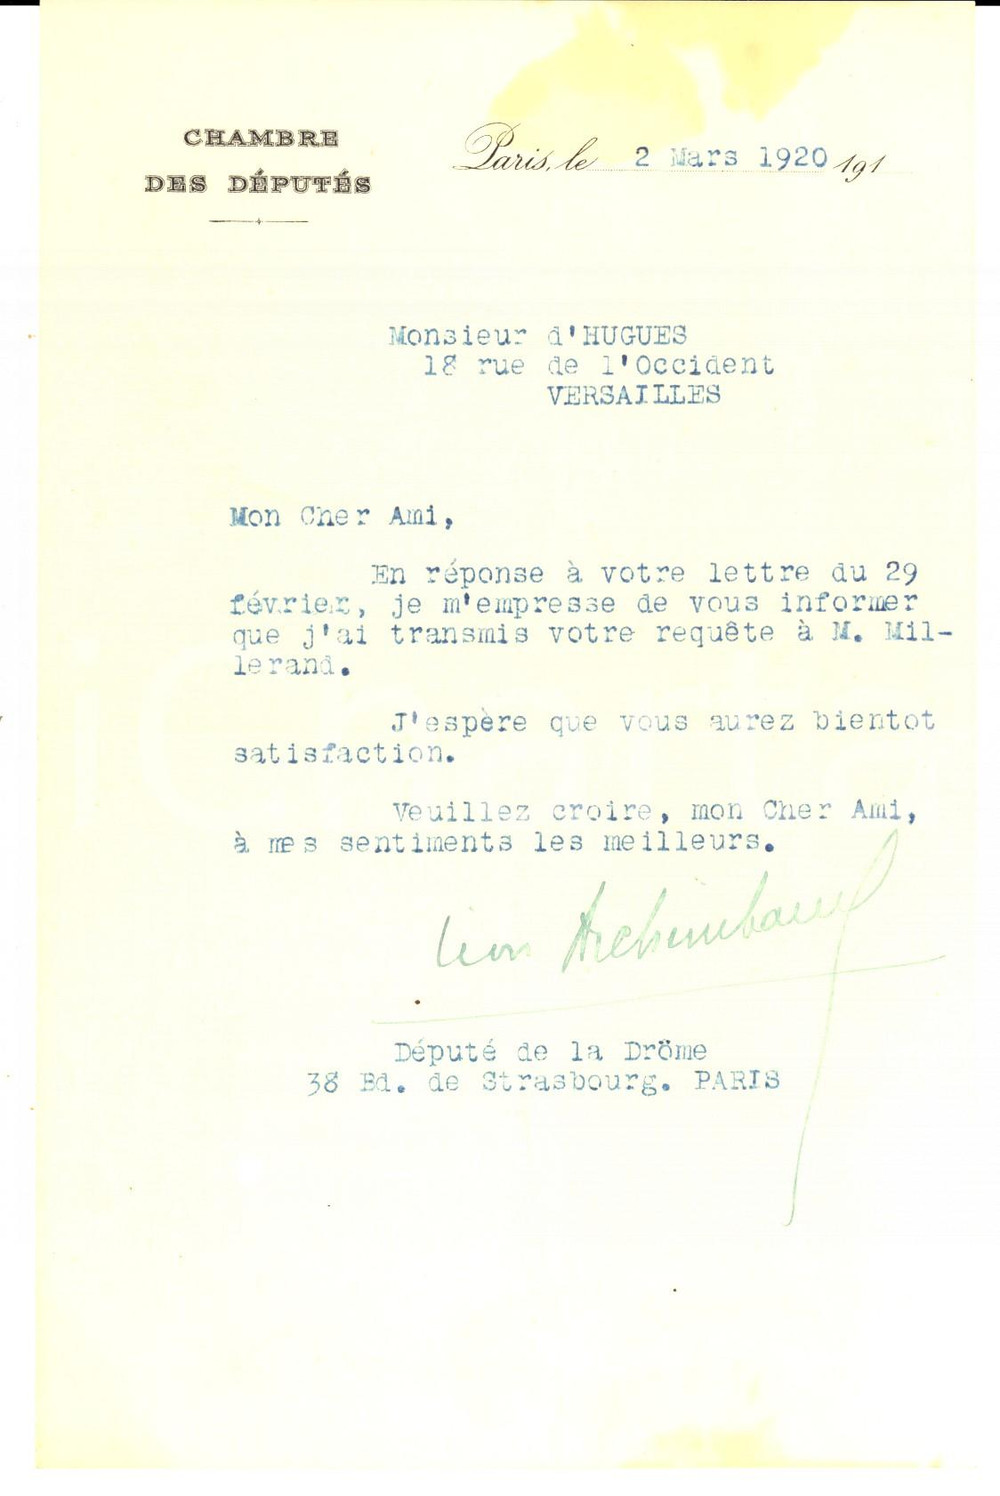 CHAMBRE
DES DÉPUTÉS
Paris, le 2 Mars 1920 191
Monsieur d'HUGUES
18 rue de l'Occident
VERSAILLES
Mon Cher Ami,
En réponse à votre lettre du 29
février, je m'empresse de vous informer
que j'ai transmis votre requête à M. Mil-
lerand.
J'espère que vous aurez bientot
satisfaction.
Veuillez croire, mon Cher Ami,
à mes sentiments les meilleurs.
Léon Archimbaud
Député de la Drôme
38 Bd. de Strasbourg. PARIS